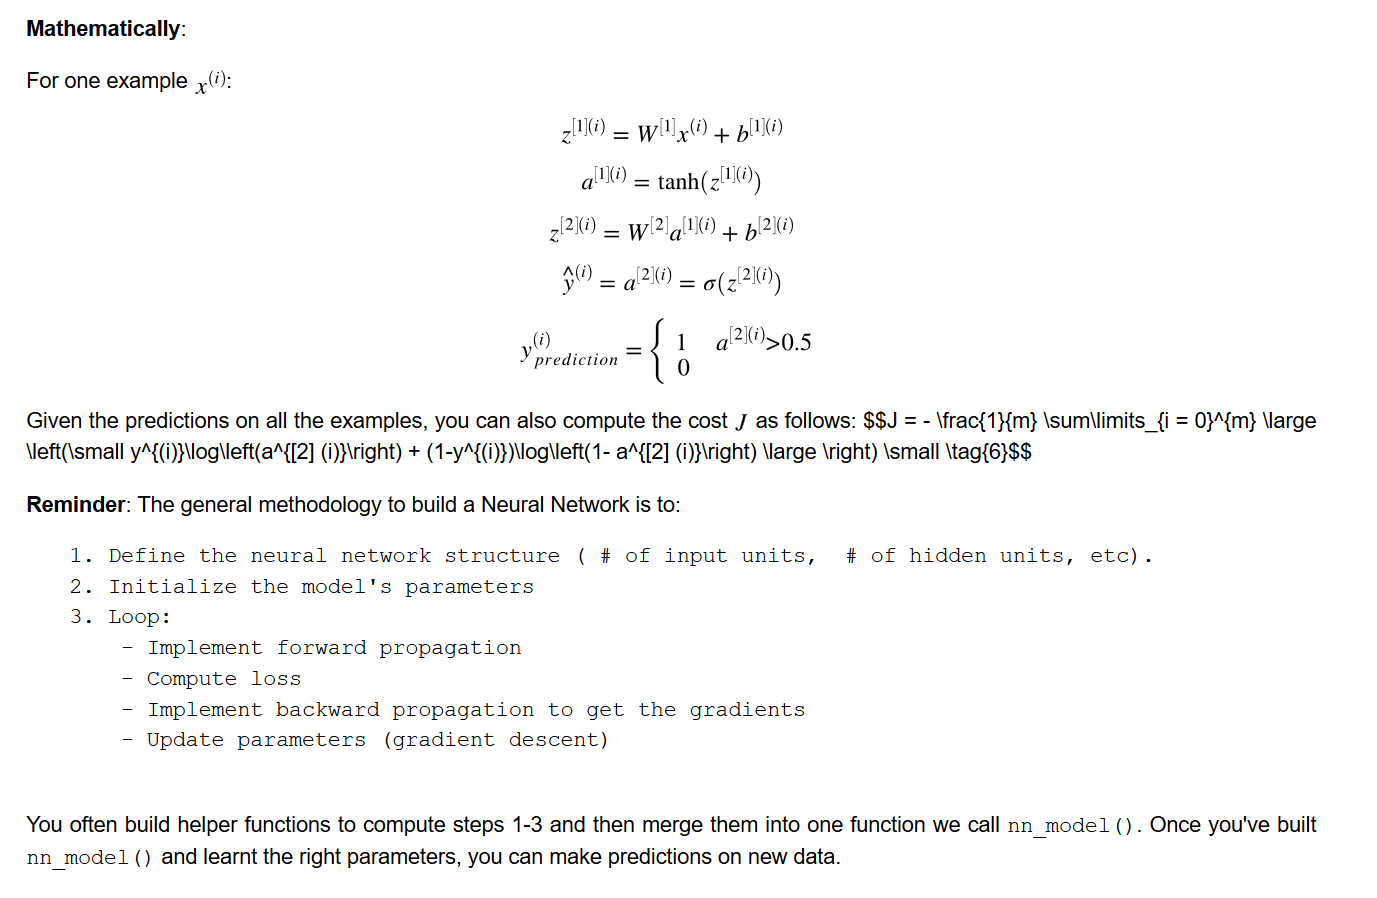 Mathematically:
For one example x^(i):
z^[1](i) = W^[1]x^(i) + b^[1](i)
a^[1](i) = tanh(z^[1](i))
z^[2](i) = W^[2]a^[1](i) + b^[2](i)
ŷ^(i) = a^[2](i) = σ(z^[2](i))
y^(i)_prediction = { 1 a^[2](i)>0.5
0
Given the predictions on all the examples, you can also compute the cost J as follows: $$J = - \frac{1}{m} \sum\limits_{i = 0}^{m} \large
\left(\small y^{(i)}\log\left(a^{[2] (i)}\right) + (1-y^{(i)})\log\left(1- a^{[2] (i)}\right) \large \right) \small \tag{6}$$
Reminder: The general methodology to build a Neural Network is to:
1. Define the neural network structure ( # of input units,  # of hidden units, etc).
2. Initialize the model's parameters
3. Loop:
- Implement forward propagation
- Compute loss
- Implement backward propagation to get the gradients
- Update parameters (gradient descent)
You often build helper functions to compute steps 1-3 and then merge them into one function we call nn_model(). Once you've built
nn_model() and learnt the right parameters, you can make predictions on new data.